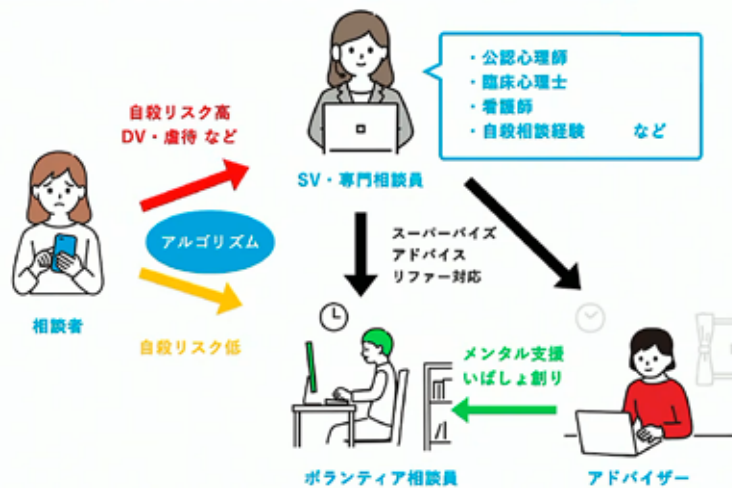 ・公認心理師
・臨床心理士
・看護師
・自殺相談経験 など
自殺リスク高
DV・虐待 など
SV・専門相談員
アルゴリズム
スーパーバイズ
アドバイス
リファー対応
相談者
自殺リスク低
メンタル支援
いばしょ創り
ボランティア相談員
アドバイザー